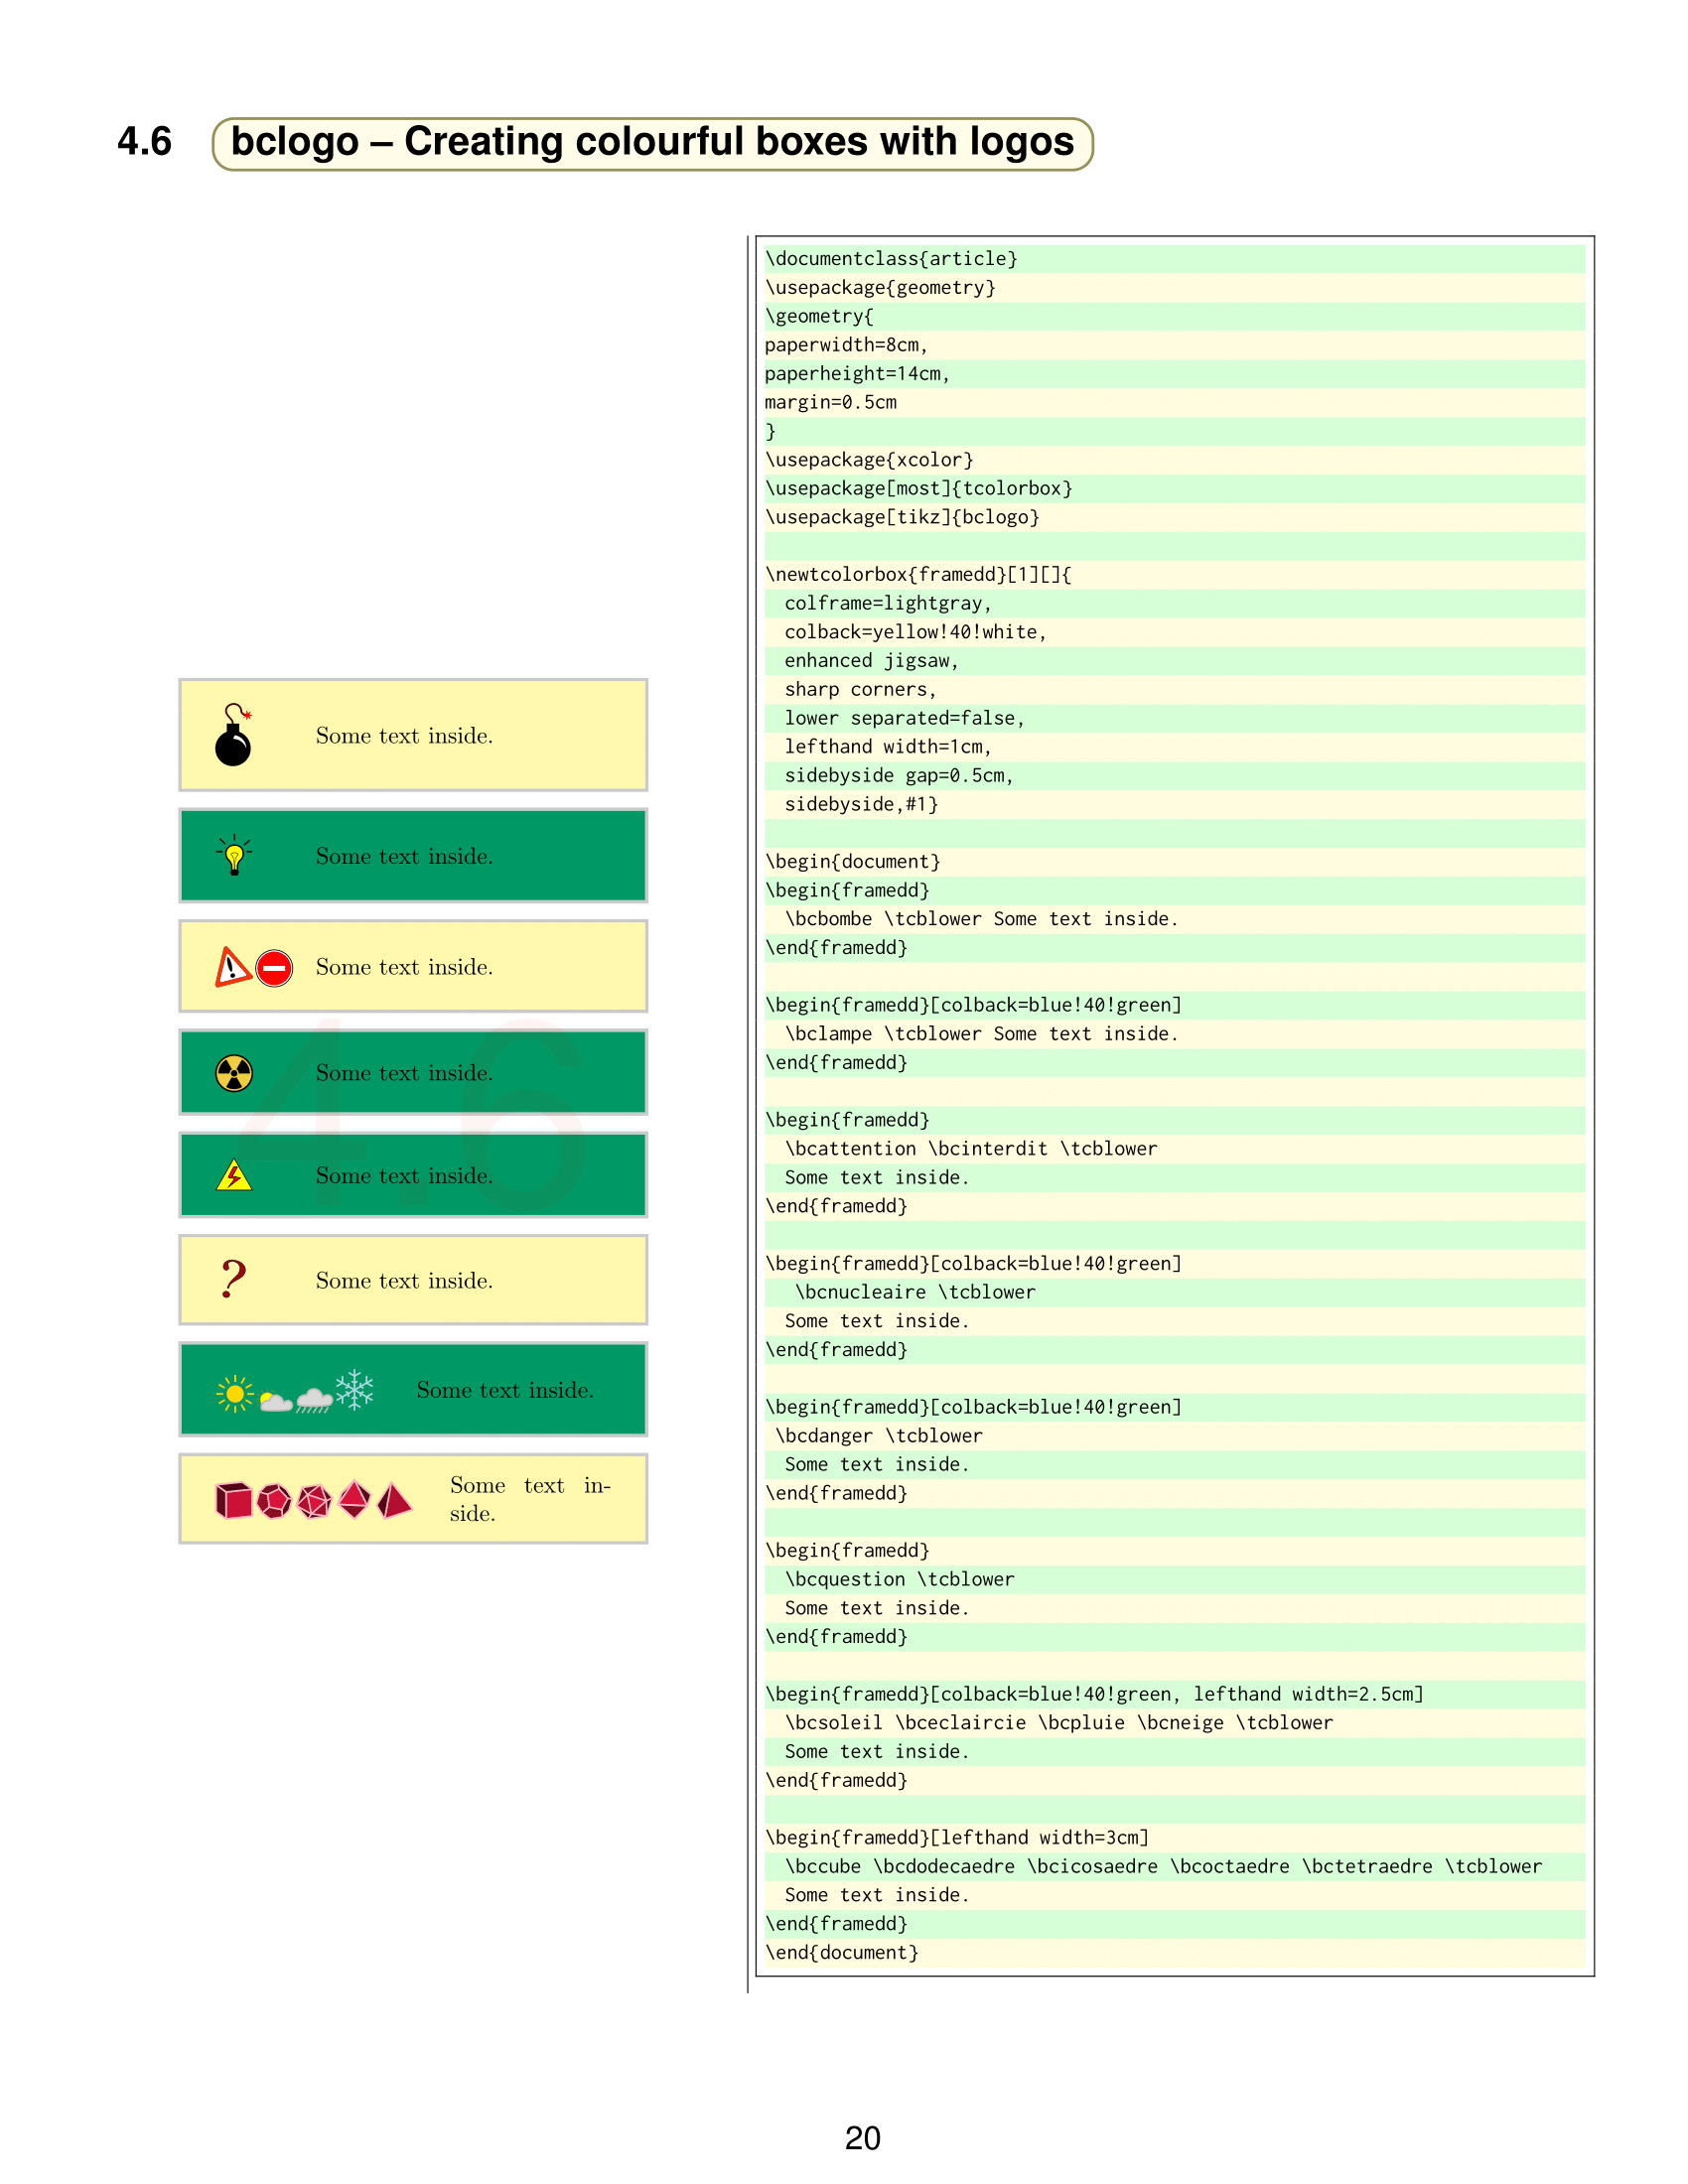 4.6 bclogo – Creating colourful boxes with logos
Some text inside.
Some text inside.
Some text inside.
Some text inside.
Some text inside.
? Some text inside.
Some text inside.
Some text in-
side.
4.6
\documentclass{article}
\usepackage{geometry}
\geometry{
paperwidth=8cm,
paperheight=14cm,
margin=0.5cm
}
\usepackage{xcolor}
\usepackage[most]{tcolorbox}
\usepackage[tikz]{bclogo}

\newtcolorbox{framedd}[1][]{
  colframe=lightgray,
  colback=yellow!40!white,
  enhanced jigsaw,
  sharp corners,
  lower separated=false,
  lefthand width=1cm,
  sidebyside gap=0.5cm,
  sidebyside,#1}

\begin{document}
\begin{framedd}
  \bcbombe \tcblower Some text inside.
\end{framedd}

\begin{framedd}[colback=blue!40!green]
  \bclampe \tcblower Some text inside.
\end{framedd}

\begin{framedd}
  \bcattention \bcinterdit \tcblower
  Some text inside.
\end{framedd}

\begin{framedd}[colback=blue!40!green]
   \bcnucleaire \tcblower
  Some text inside.
\end{framedd}

\begin{framedd}[colback=blue!40!green]
 \bcdanger \tcblower
  Some text inside.
\end{framedd}

\begin{framedd}
  \bcquestion \tcblower
  Some text inside.
\end{framedd}

\begin{framedd}[colback=blue!40!green, lefthand width=2.5cm]
  \bcsoleil \bceclaircie \bcpluie \bcneige \tcblower
  Some text inside.
\end{framedd}

\begin{framedd}[lefthand width=3cm]
  \bccube \bcdodecaedre \bcicosaedre \bcoctaedre \bctetraedre \tcblower
  Some text inside.
\end{framedd}
\end{document}
20